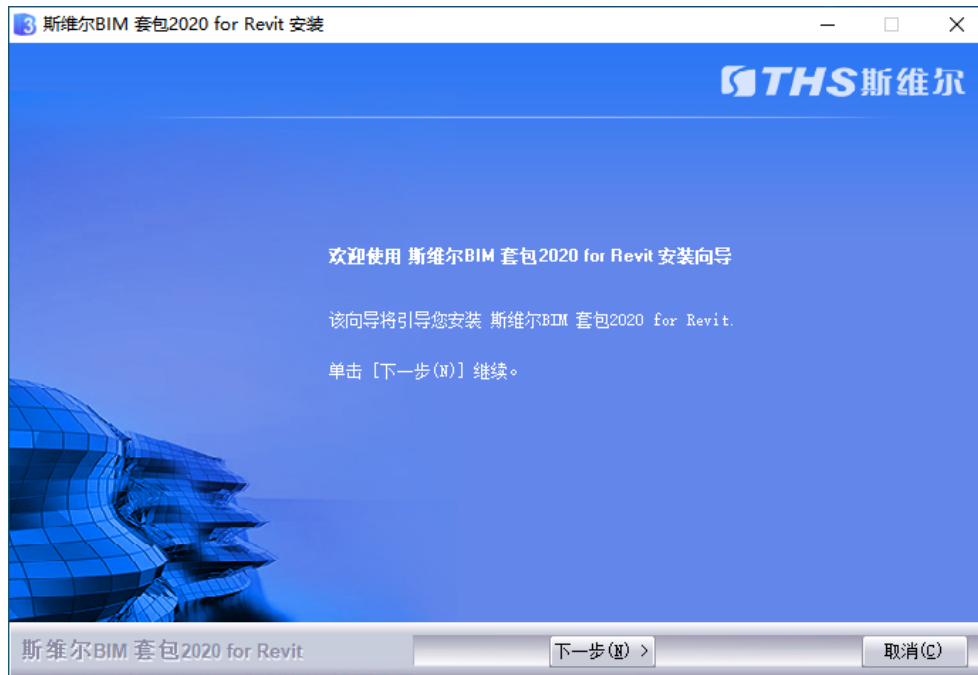 斯维尔BIM 套包2020 for Revit 安装
THS斯维尔
欢迎使用 斯维尔BIM 套包2020 for Revit 安装向导
该向导将引导您安装 斯维尔BIM 套包2020 for Revit.
单击 [下一步(N)] 继续。
斯维尔BIM 套包2020 for Revit
下一步(N) >
取消(C)